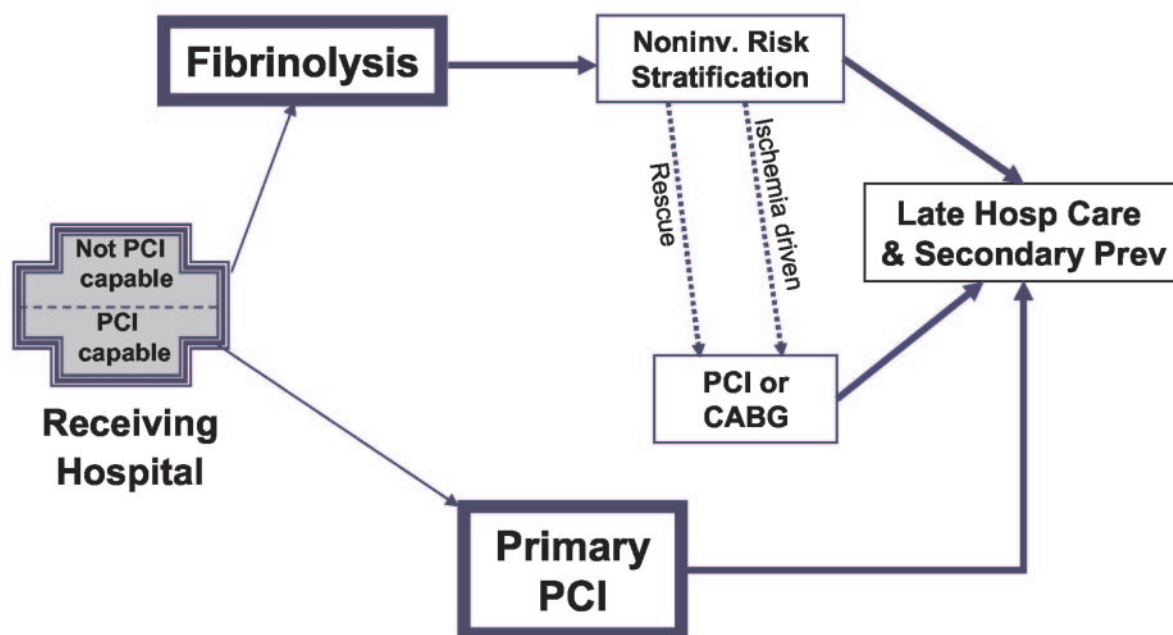 Fibrinolysis
Noninv. Risk
Stratification
Rescue
Ischemia driven
Late Hosp Care
& Secondary Prev
Not PCI
capable
PCI
capable
Receiving
Hospital
PCI or
CABG
Primary
PCI